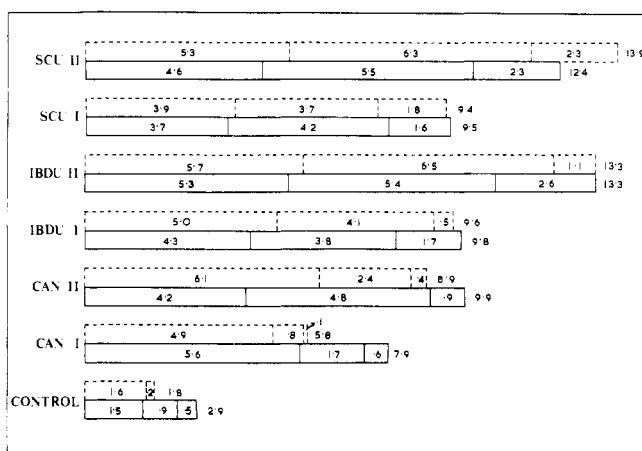 5·3 6·3 2·3 13·9
SCU II
4·6 5·5 2·3 12·4
3·9 3·7 1·8 9·4
SCU I
3·7 4·2 1·6 9·5
5·7 6·5 1·1 13·3
IBDU II
5·3 5·4 2·6 13·3
5·0 4·1 ·5 9·6
IBDU I
4·3 3·8 1·7 9·8
6·1 2·4 ·4 8·9
CAN II
4·2 4·8 ·9 9·9
4·9 ·8 ·1 5·8
CAN I
5·6 1·7 ·6 7·9
1·6 ·2 1·8
CONTROL
1·5 ·9 ·5 2·9